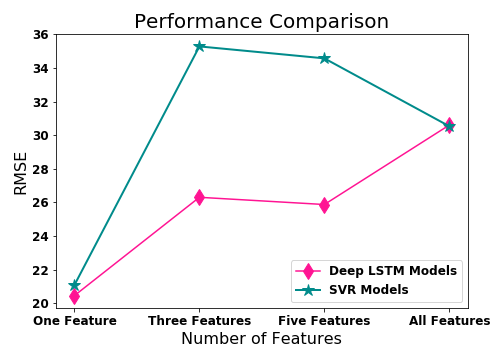 Performance Comparison
36
34
32
30
28
26
24
22
20
RMSE
One Feature Three Features Five Features All Features
Number of Features
Deep LSTM Models
SVR Models